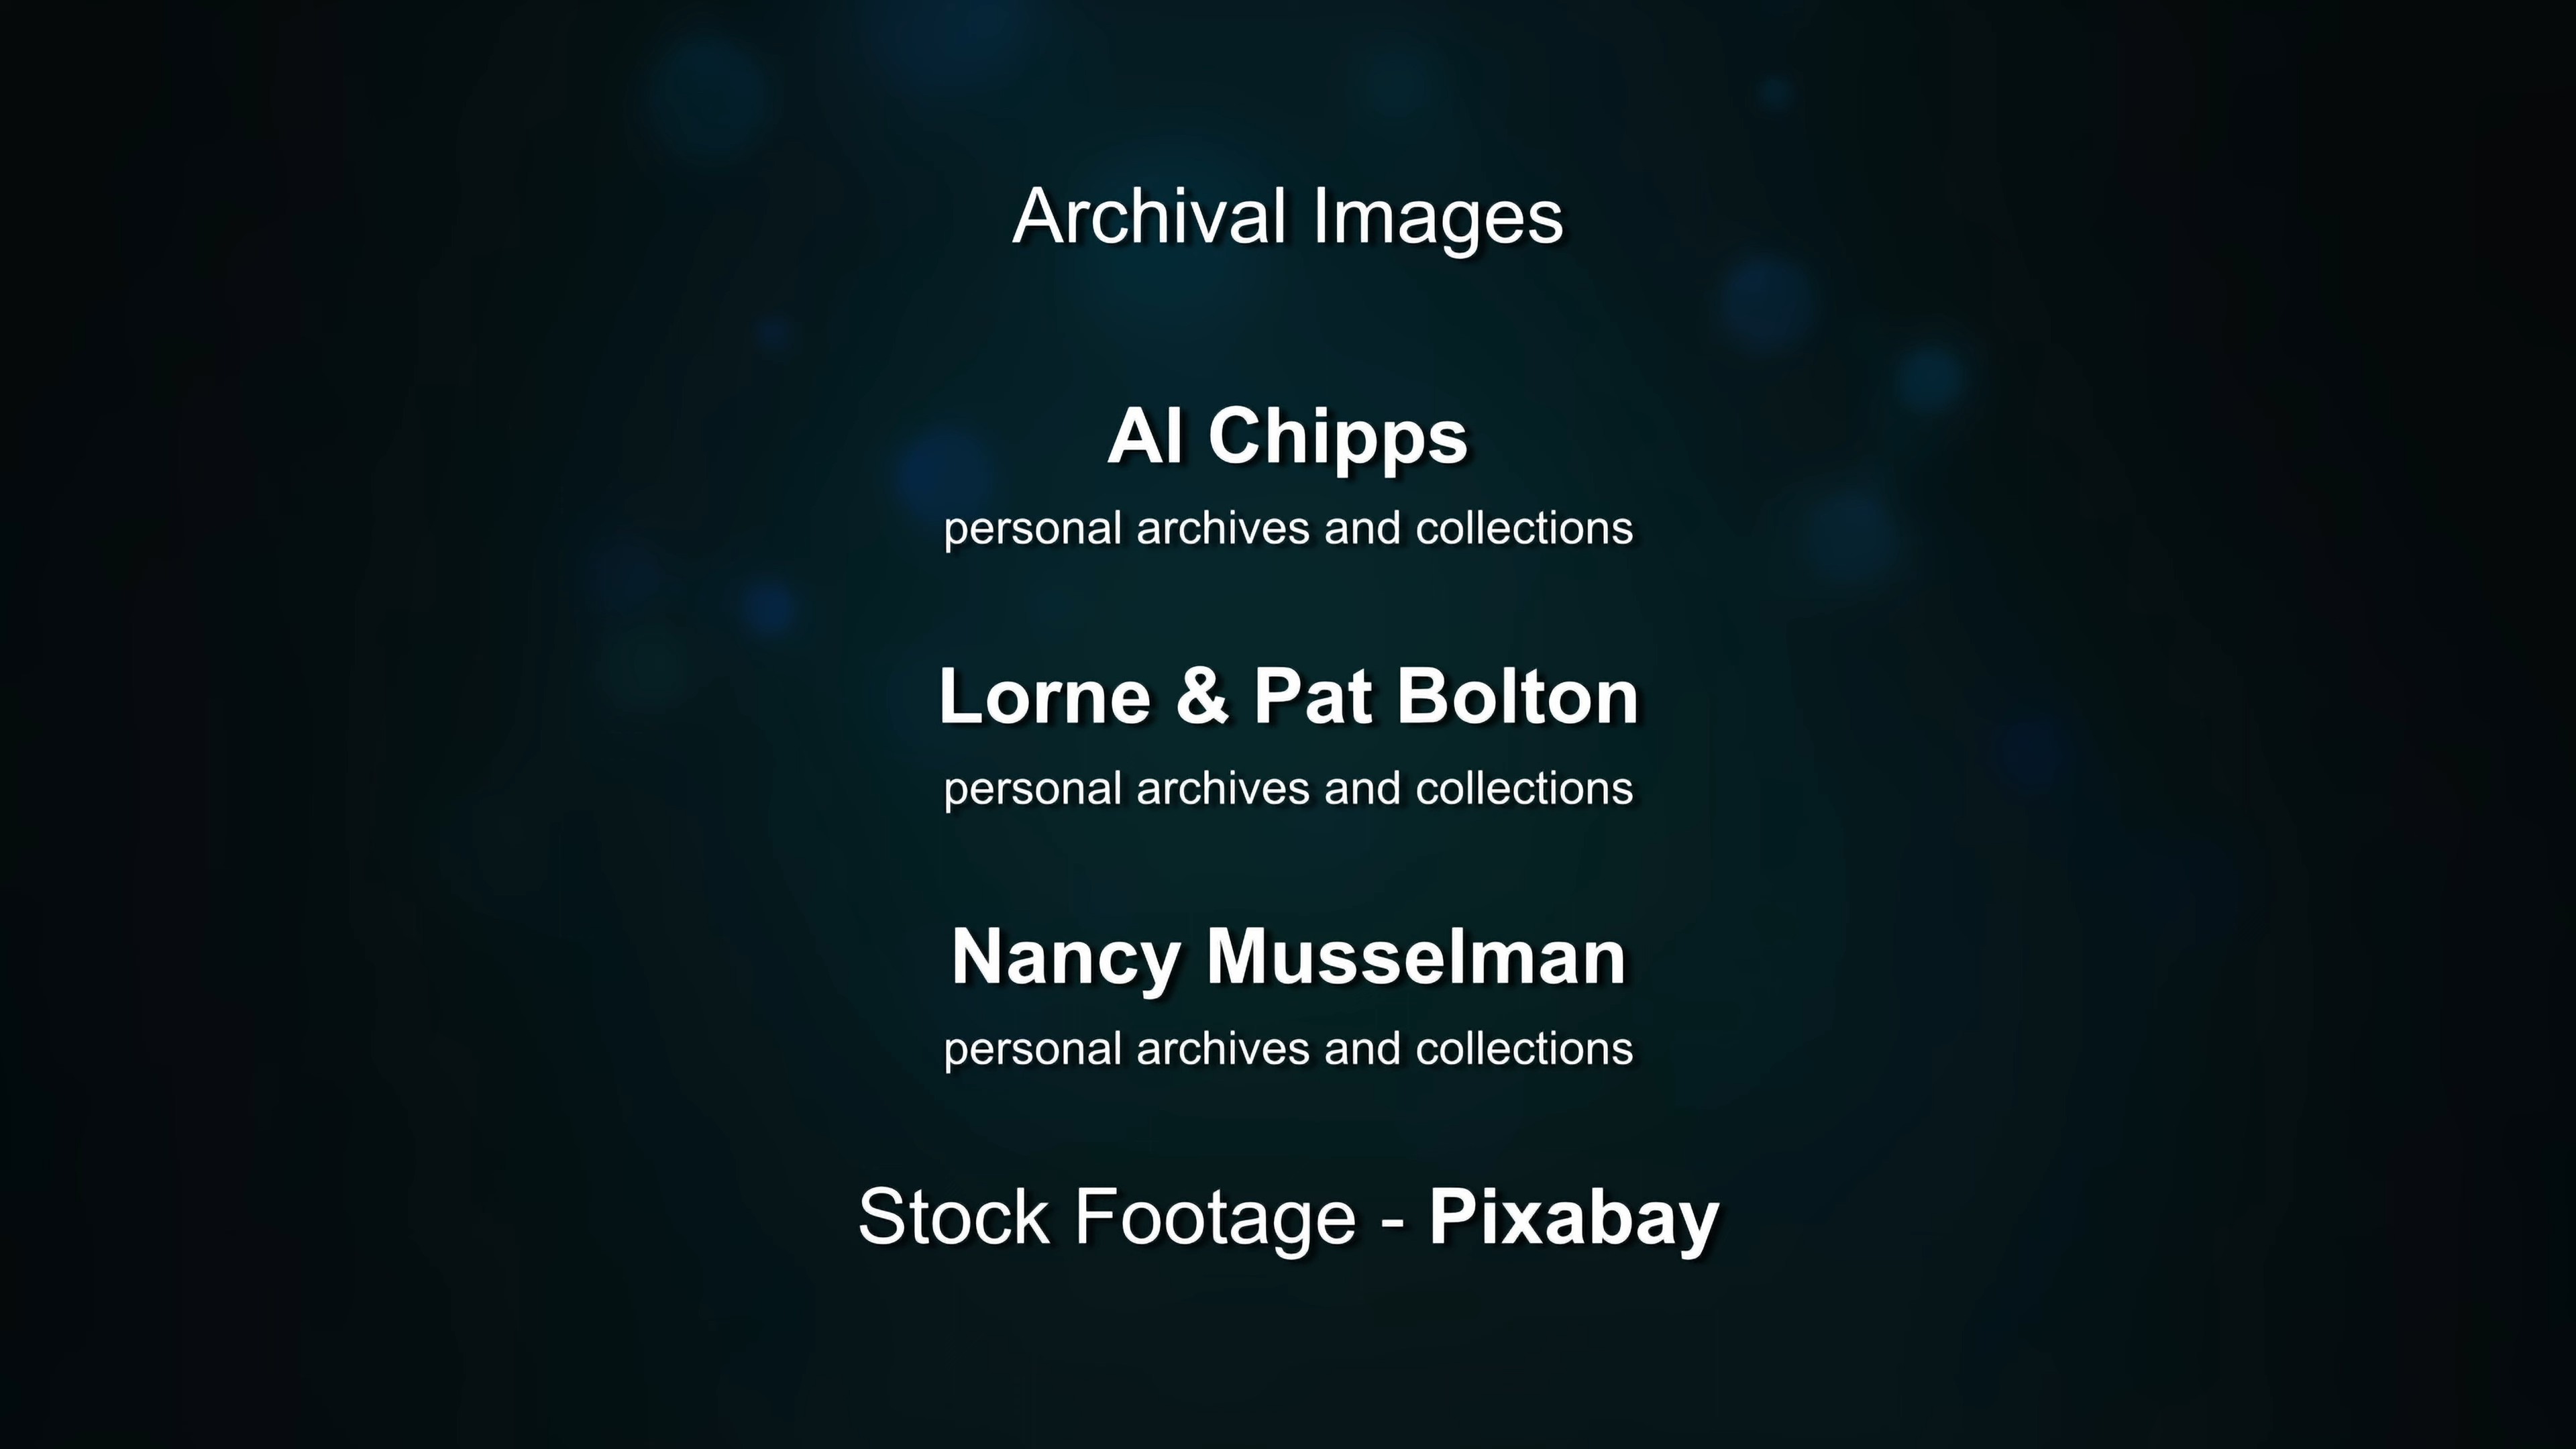 Archival Images
Al Chipps
personal archives and collections
Lorne & Pat Bolton
personal archives and collections
Nancy Musselman
personal archives and collections
Stock Footage - Pixabay